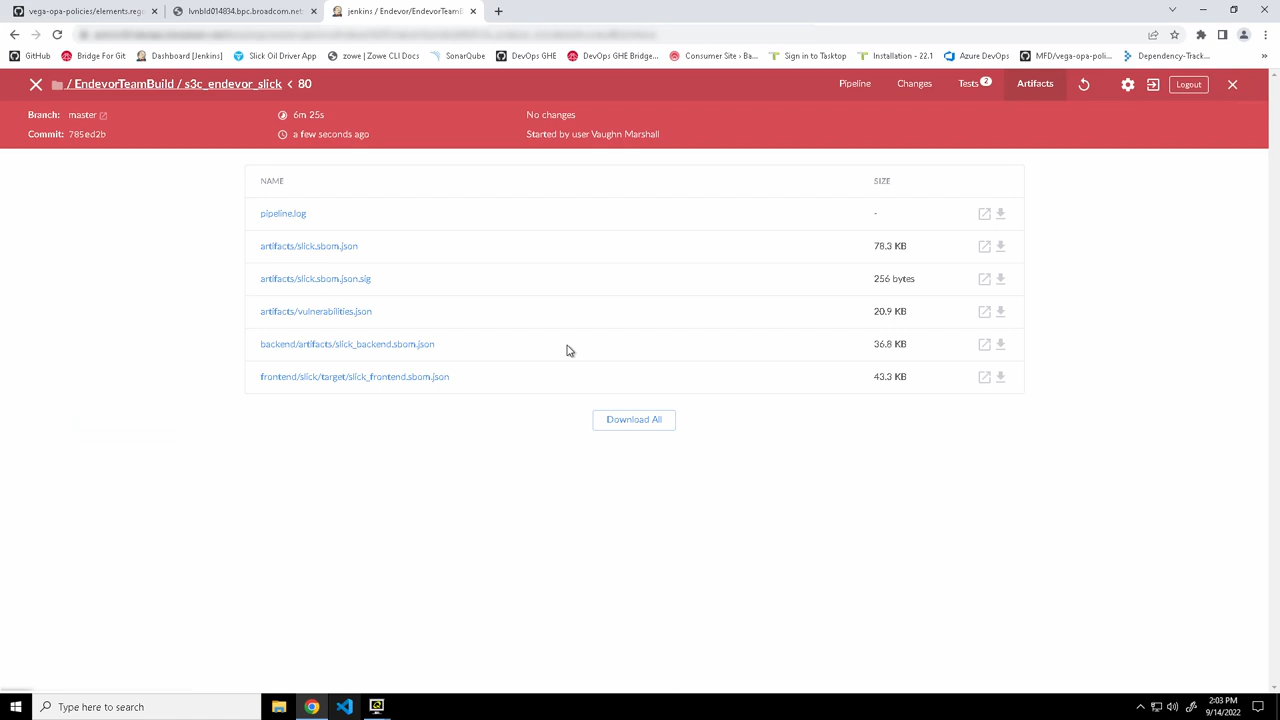 vega-opa-policies/elements.rego
lvnbld014834.bpc.broadcom.net
jenkins / Endevor/EndevorTeamB
GitHub
Bridge For Git
Dashboard [Jenkins]
Slick Oil Driver App
zowe | Zowe CLI Docs
SonarQube
DevOps GHE
DevOps GHE Bridge...
Consumer Site › Ba...
Sign in to Tasktop
Installation – 22.1
Azure DevOps
MFD/vega-opa-poli...
Dependency-Track...
»
/ EndevorTeamBuild / s3c_endevor_slick < 80
Pipeline
Changes
Tests 2
Artifacts
Logout
Branch: master
6m 25s
No changes
Commit: 785ed2b
a few seconds ago
Started by user Vaughn Marshall
NAME SIZE
pipeline.log -
artifacts/slick.sbom.json 78.3 KB
artifacts/slick.sbom.json.sig 256 bytes
artifacts/vulnerabilities.json 20.9 KB
backend/artifacts/slick_backend.sbom.json 36.8 KB
frontend/slick/target/slick_frontend.sbom.json 43.3 KB
Download All
Type here to search
2:03 PM
9/14/2022